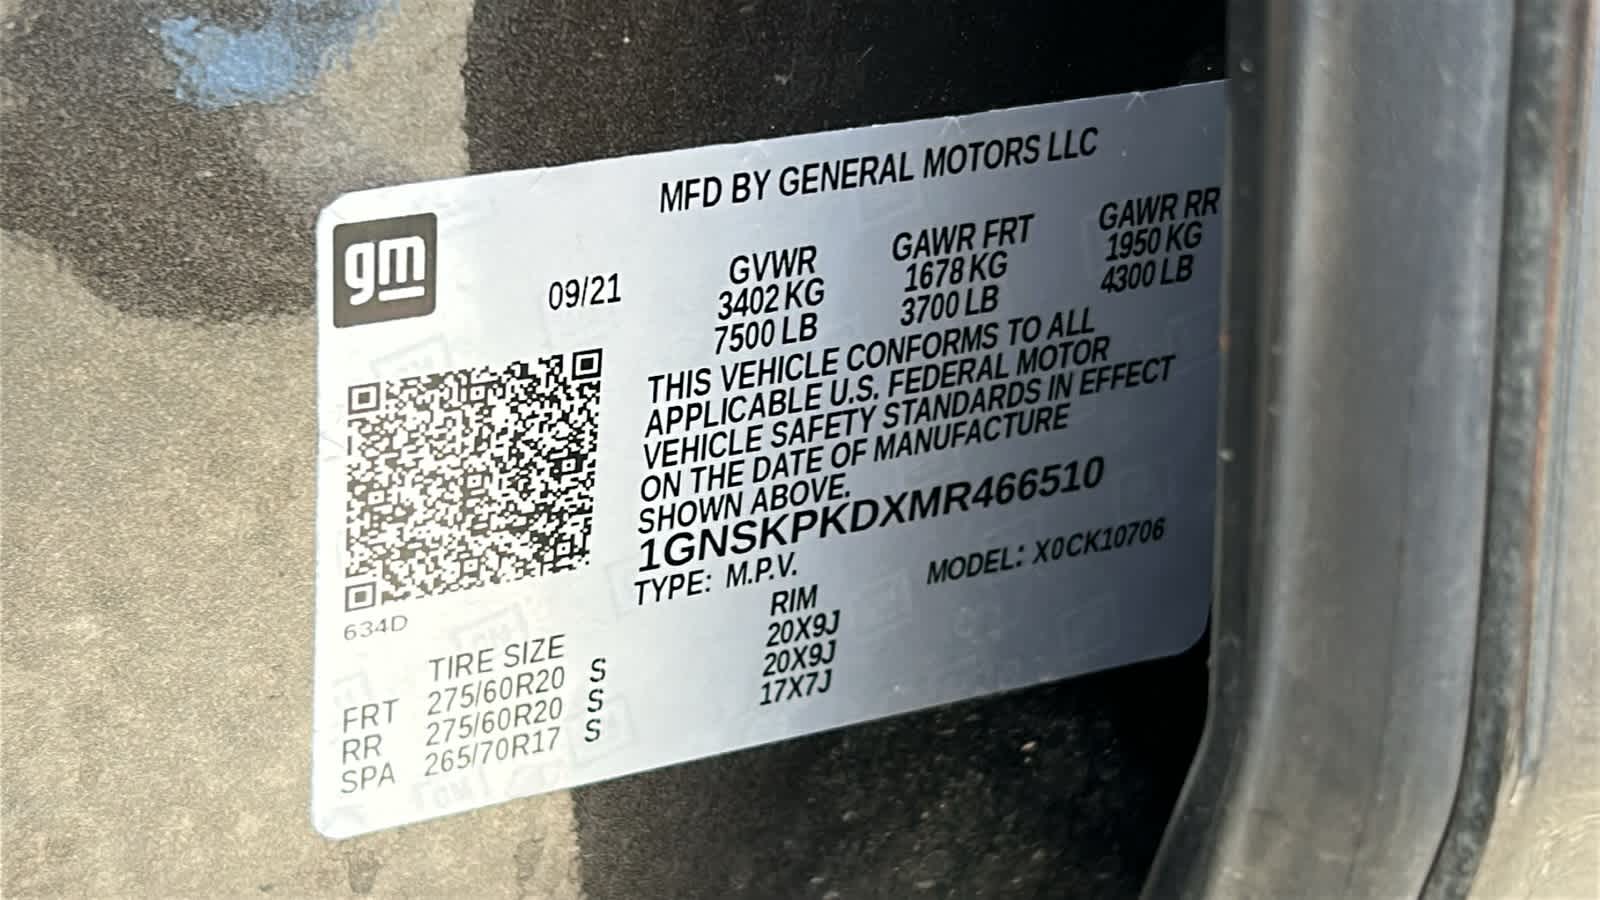 MFD BY GENERAL MOTORS LLC
gm
09/21
GVWR
3402 KG
7500 LB
GAWR FRT
1678 KG
3700 LB
GAWR RR
1950 KG
4300 LB
THIS VEHICLE CONFORMS TO ALL
APPLICABLE U.S. FEDERAL MOTOR
VEHICLE SAFETY STANDARDS IN EFFECT
ON THE DATE OF MANUFACTURE
SHOWN ABOVE.
1GNSKPKDXMR466510
TYPE: M.P.V.
MODEL: X0CK10706
634D
TIRE SIZE RIM
FRT 275/60R20 S 20X9J
RR 275/60R20 S 20X9J
SPA 265/70R17 S 17X7J